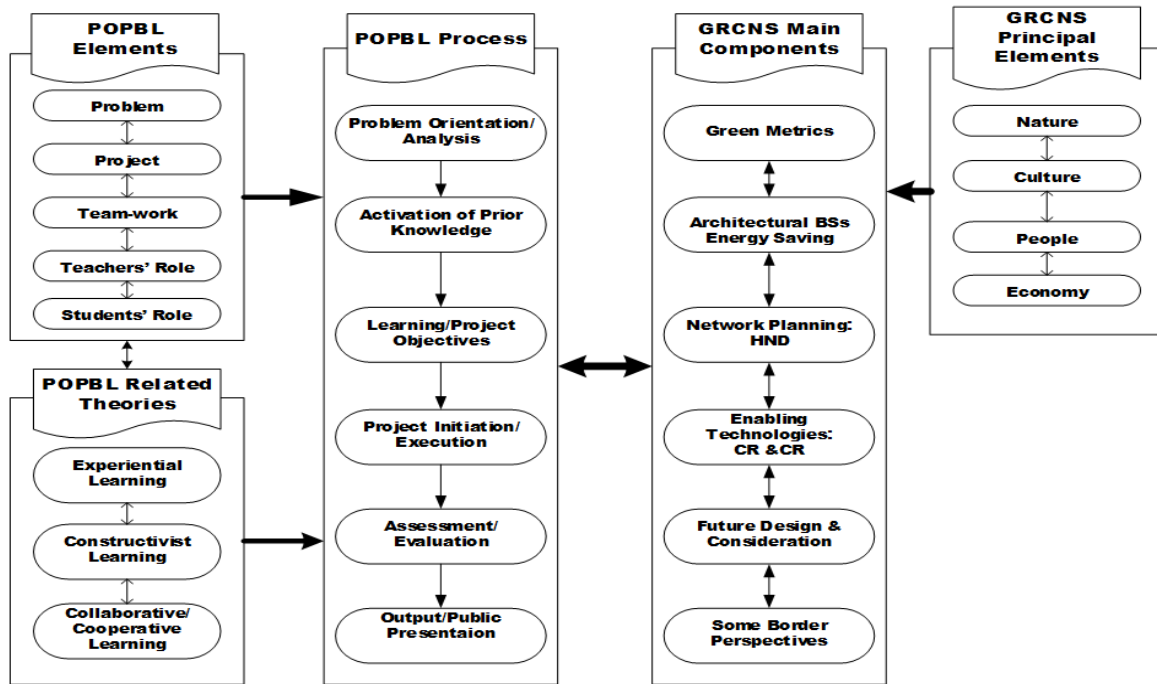 POPBL
Elements
Problem
Project
Team-work
Teachers' Role
Students' Role
POPBL Related
Theories
Experiential
Learning
Constructivist
Learning
Collaborative/
Cooperative
Learning
POPBL Process
Problem Orientation/
Analysis
Activation of Prior
Knowledge
Learning/Project
Objectives
Project Initiation/
Execution
Assessment/
Evaluation
Output/Public
Presentaion
GRCNS Main
Components
Green Metrics
Architectural BSs
Energy Saving
Network Planning:
HND
Enabling
Technologies:
CR &CR
Future Design &
Consideration
Some Border
Perspectives
GRCNS
Principal
Elements
Nature
Culture
People
Economy